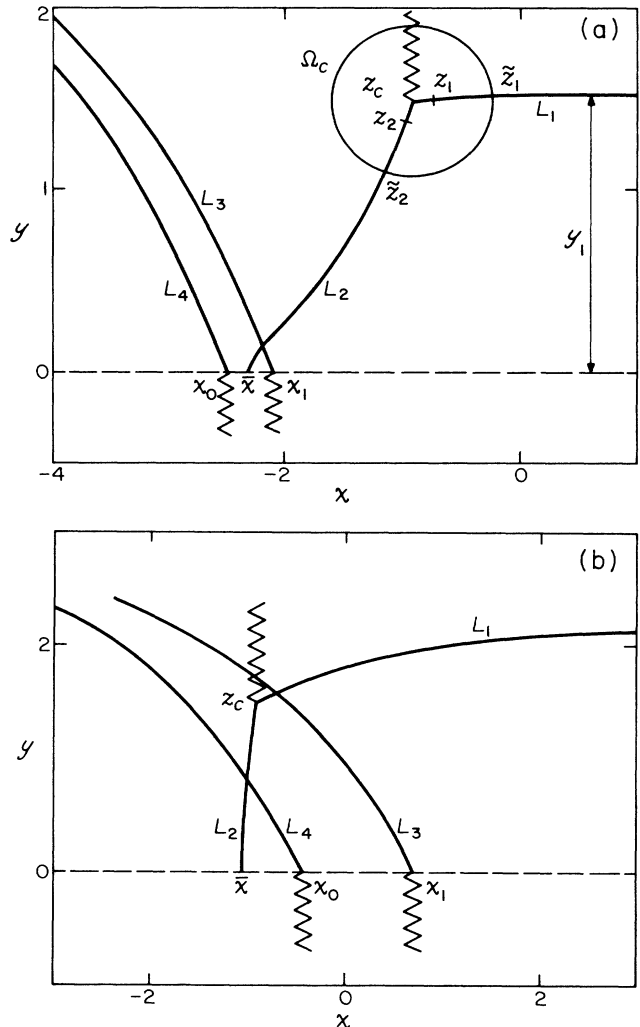 2
(a)
Ω_c
z_c
z_1
z̃_1
L_1
z_2
z̃_2
1
L_3
y
y_1
L_4
L_2
0
x_0
x̄
x_1
-4
-2
0
x
(b)
2
L_1
z_c
y
L_2
L_4
L_3
0
x̄
x_0
x_1
-2
0
2
x